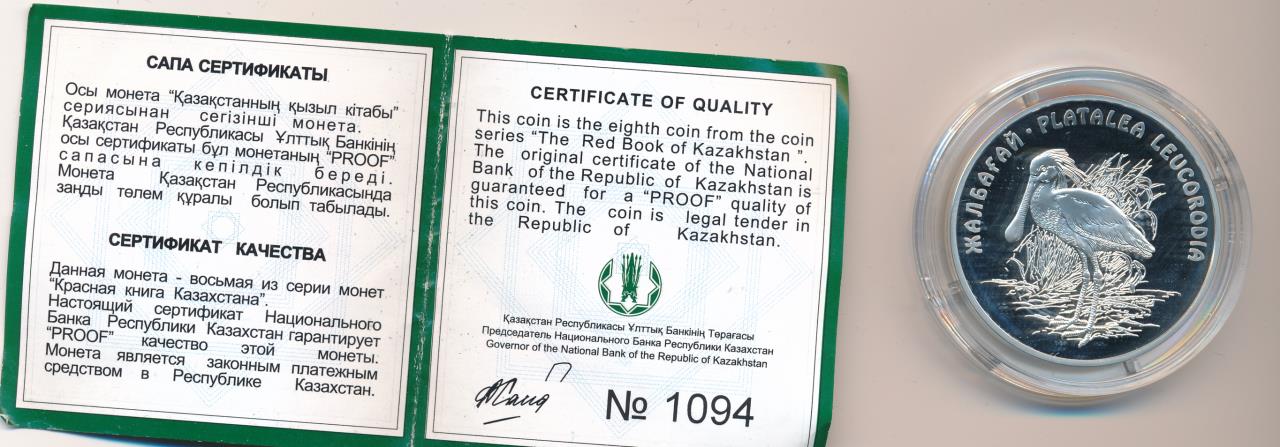 САПА СЕРТИФИКАТЫ
Осы монета “Қазақстанның қызыл кітабы”
сериясынан сегізінші монета.
Қазақстан Республикасы Ұлттық Банкінің
осы сертификаты бұл монетаның “PROOF”
сапасына кепілдік береді.
Монета Қазақстан Республикасында
заңды төлем құралы болып табылады.
СЕРТИФИКАТ КАЧЕСТВА
Данная монета - восьмая из серии монет
“Красная книга Казахстана”.
Настоящий сертификат Национального
Банка Республики Казахстан гарантирует
“PROOF” качество этой монеты.
Монета является законным платежным
средством в Республике Казахстан.
CERTIFICATE OF QUALITY
This coin is the eighth coin from the coin
series “The Red Book of Kazakhstan ”.
The original certificate of the National
Bank of the Republic of Kazakhstan is
guaranteed for a “PROOF” quality of
this coin. The coin is legal tender in
the Republic of Kazakhstan.
Қазақстан Республикасы Ұлттық Банкінің Төрағасы
Председатель Национального Банка Республики Казахстан
Governor of the National Bank of the Republic of Kazakhstan
№ 1094
ЖАЛБАҒАЙ · PLATALEA LEUCORODIA